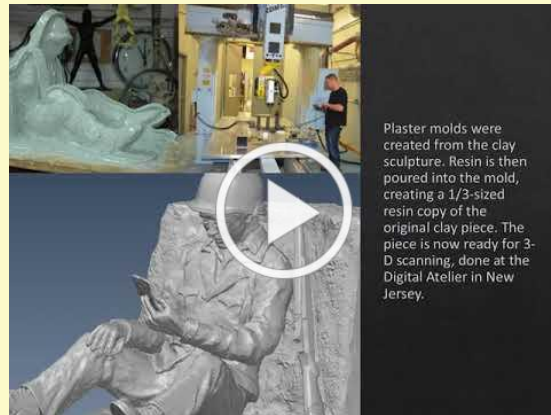 Plaster molds were
created from the clay
sculpture. Resin is then
poured into the mold,
creating a 1/3-sized
resin copy of the
original clay piece. The
piece is now ready for 3-
D scanning, done at the
Digital Atelier in New
Jersey.